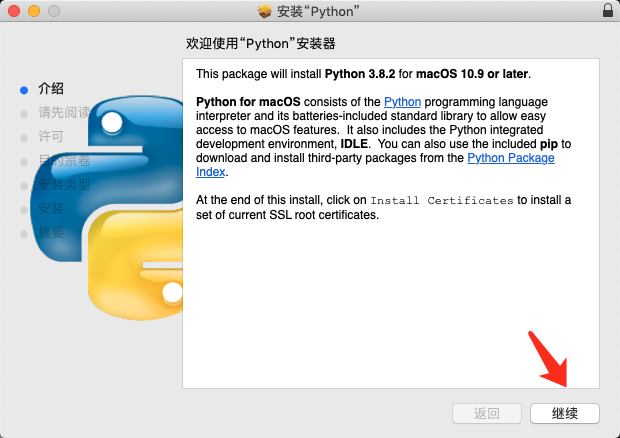 安装“Python”
欢迎使用“Python”安装器
介绍
请先阅读
许可
目的宗卷
安装类型
安装
摘要
This package will install Python 3.8.2 for macOS 10.9 or later.
Python for macOS consists of the Python programming language
interpreter and its batteries-included standard library to allow easy
access to macOS features. It also includes the Python integrated
development environment, IDLE. You can also use the included pip to
download and install third-party packages from the Python Package
Index.
At the end of this install, click on Install Certificates to install a
set of current SSL root certificates.
返回
继续